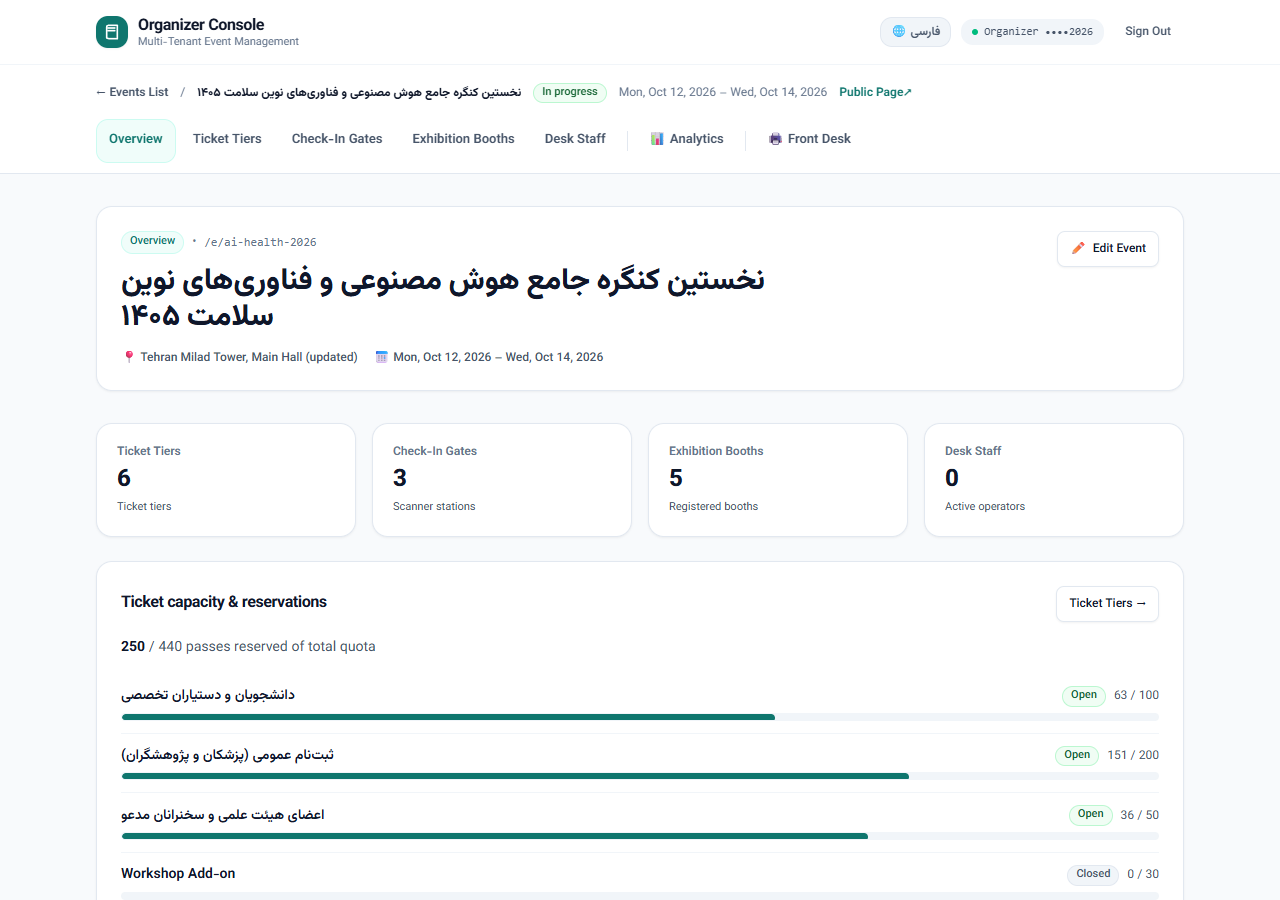 Organizer Console
Multi-Tenant Event Management
فارسی
Organizer ••••2026
Sign Out
← Events List / نخستین کنگره جامع هوش مصنوعی و فناوری‌های نوین سلامت ۱۴۰۵ In progress Mon, Oct 12, 2026 – Wed, Oct 14, 2026 Public Page↗
Overview Ticket Tiers Check-In Gates Exhibition Booths Desk Staff Analytics Front Desk
Overview • /e/ai-health-2026
Edit Event
نخستین کنگره جامع هوش مصنوعی و فناوری‌های نوین
سلامت ۱۴۰۵
Tehran Milad Tower, Main Hall (updated) Mon, Oct 12, 2026 – Wed, Oct 14, 2026
Ticket Tiers
6
Ticket tiers
Check-In Gates
3
Scanner stations
Exhibition Booths
5
Registered booths
Desk Staff
0
Active operators
Ticket capacity & reservations
Ticket Tiers →
250 / 440 passes reserved of total quota
دانشجویان و دستیاران تخصصی
Open 63 / 100
ثبت‌نام عمومی (پزشکان و پژوهشگران)
Open 151 / 200
اعضای هیئت علمی و سخنرانان مدعو
Open 36 / 50
Workshop Add-on
Closed 0 / 30